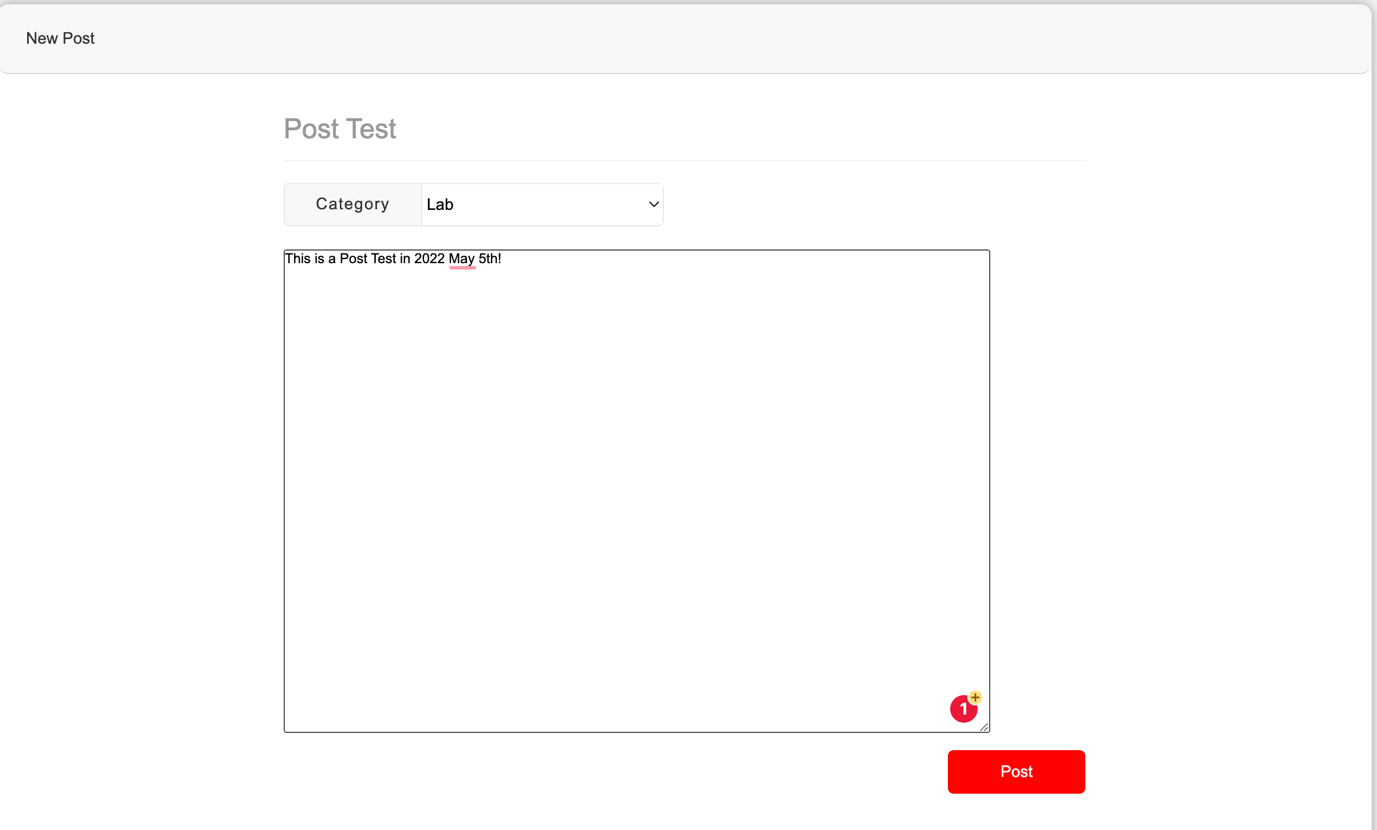 New Post
Post Test
Category
Lab
This is a Post Test in 2022 May 5th!
1
+
Post